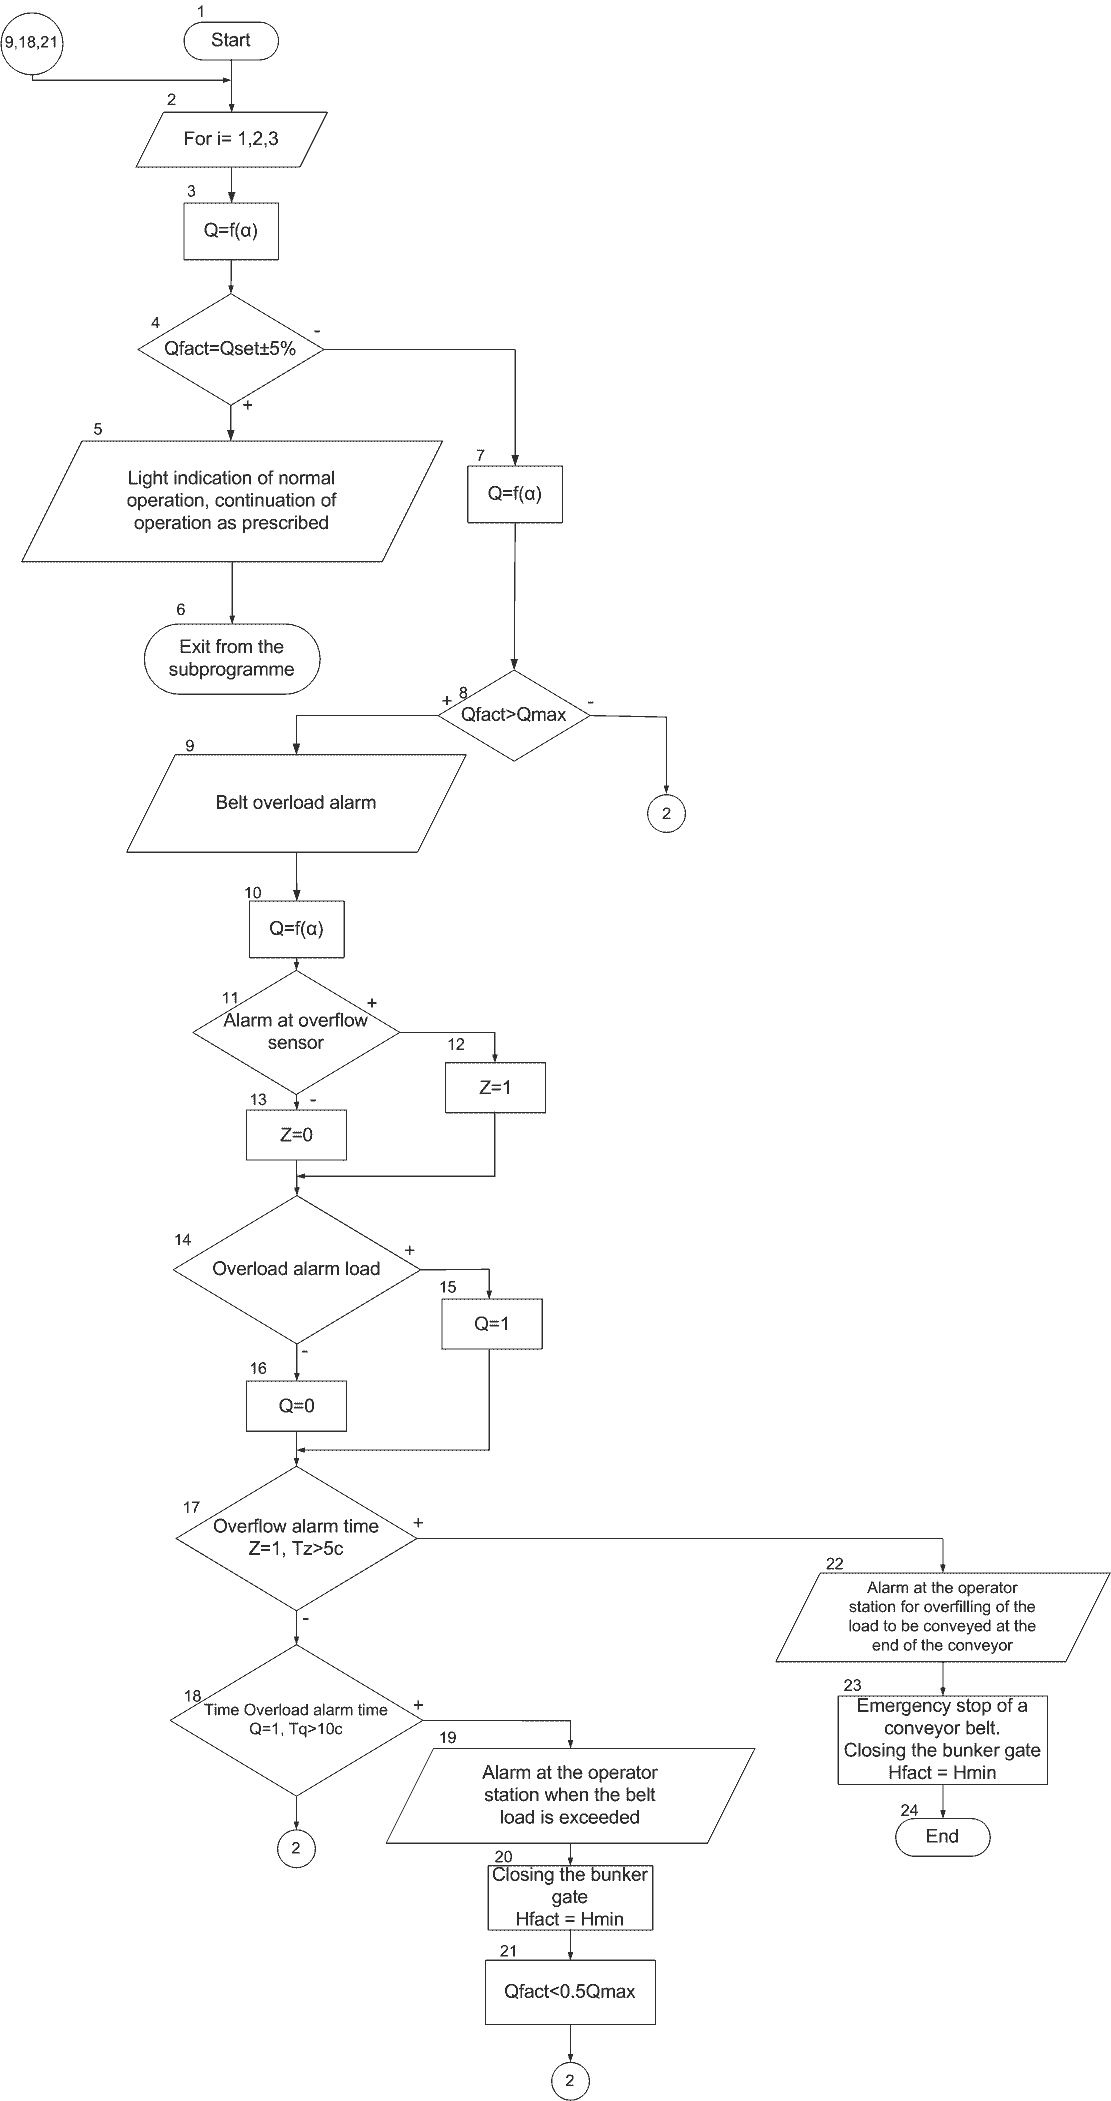 1
9,18,21
Start
2
For i= 1,2,3
3
Q=f(α)
4
-
Qfact=Qset±5%
+
5
Light indication of normal
operation, continuation of
operation as prescribed
7
Q=f(α)
6
Exit from the
subprogramme
+
8
-
Qfact>Qmax
9
Belt overload alarm
2
10
Q=f(α)
11
+
Alarm at overflow
sensor
12
Z=1
13
-
Z=0
14
+
Overload alarm load
15
Q=1
-
16
Q=0
17
+
Overflow alarm time
Z=1, Tz>5c
-
22
Alarm at the operator
station for overfilling of the
load to be conveyed at the
end of the conveyor
18
+
Time Overload alarm time
Q=1, Tq>10c
23
Emergency stop of a
conveyor belt.
Closing the bunker gate
Hfact = Hmin
19
Alarm at the operator
station when the belt
load is exceeded
24
End
-
2
20
Closing the bunker
gate
Hfact = Hmin
21
Qfact<0.5Qmax
2